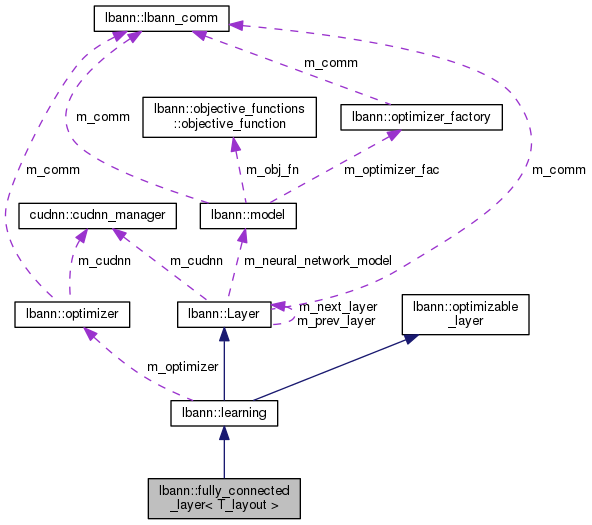 lbann::lbann_comm
m_comm
lbann::objective_functions
::objective_function
lbann::optimizer_factory
m_comm
m_comm
m_obj_fn
m_optimizer_fac
m_comm
cudnn::cudnn_manager
lbann::model
m_cudnn
m_cudnn
m_neural_network_model
lbann::optimizer
lbann::Layer
m_next_layer
m_prev_layer
lbann::optimizable
_layer
m_optimizer
lbann::learning
lbann::fully_connected
_layer< T_layout >